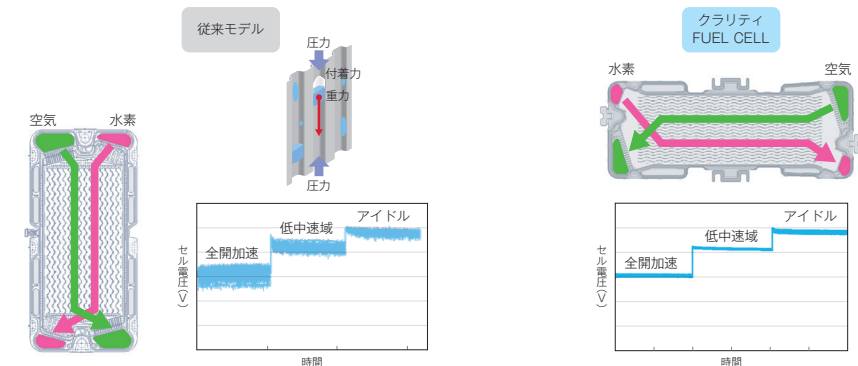 従来モデル
空気
水素
圧力
付着力
重力
圧力
セル電圧(V)
全開加速
低中速域
アイドル
時間
クラリティ
FUEL CELL
水素
空気
セル電圧(V)
全開加速
低中速域
アイドル
時間